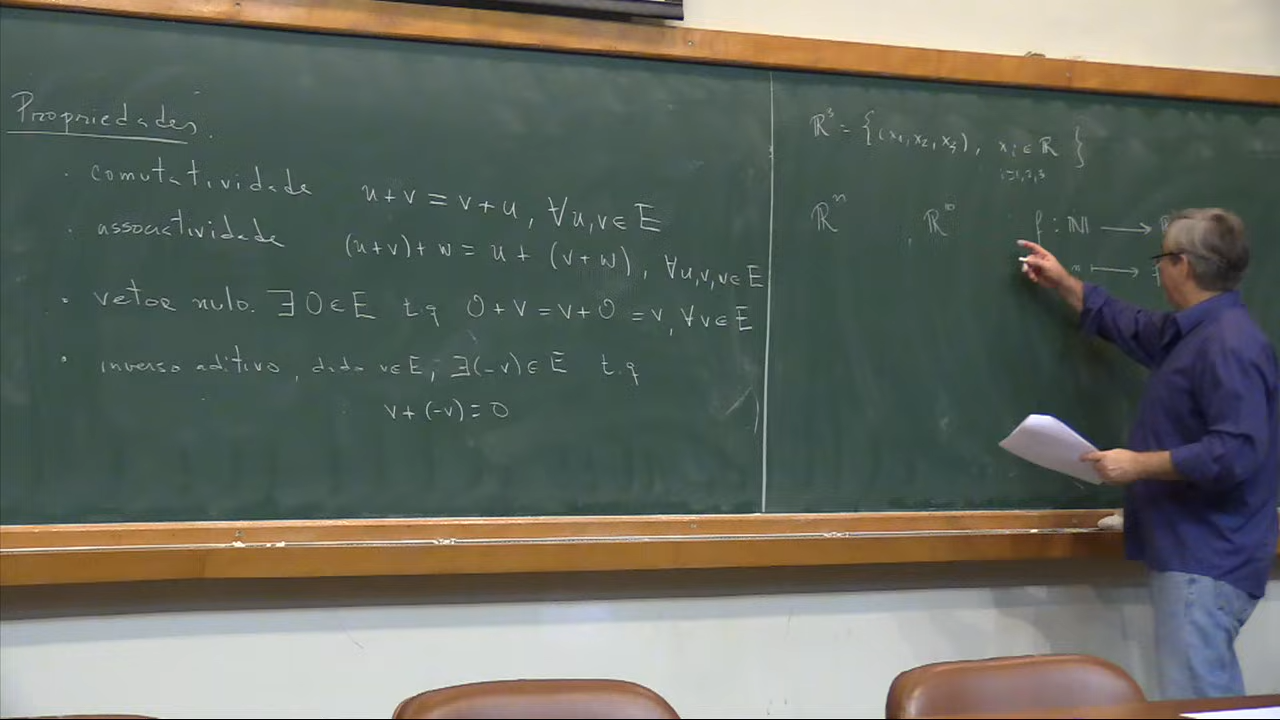 Propriedades.
· comutatividade u+v = v+u, ∀u,v∈E
· associatividade (u+v)+w = u+(v+w), ∀u,v,v∈E
· vetor nulo. ∃0∈E t.q 0+v = v+0 = v, ∀v∈E
· inverso aditivo, dado v∈E, ∃(-v)∈E t.q
v+(-v)=0
ℝ³ = {(x₁,x₂,x₃), xᵢ∈ℝ }
i=1,2,3
ℝⁿ , ℝ f : ℕ →
n ↦